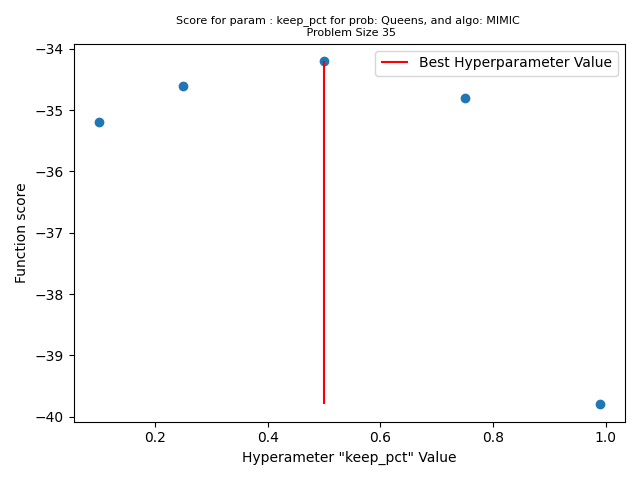 Score for param : keep_pct for prob: Queens, and algo: MIMIC
Problem Size 35
Best Hyperparameter Value
Function score
−34
−35
−36
−37
−38
−39
−40
0.2
0.4
0.6
0.8
1.0
Hyperameter "keep_pct" Value